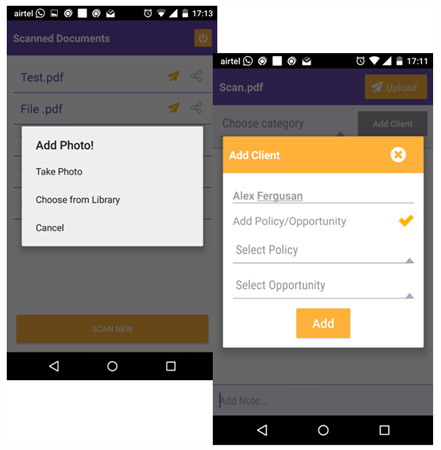 airtel 17:13
Scanned Documents
Test.pdf
File .pdf
Add Photo!
Take Photo
Choose from Library
Cancel
SCAN NEW
airtel 17:11
Scan.pdf
Upload
Choose category
Add Client
Add Client
Alex Fergusan
Add Policy/Opportunity
Select Policy
Select Opportunity
Add
Add Note...